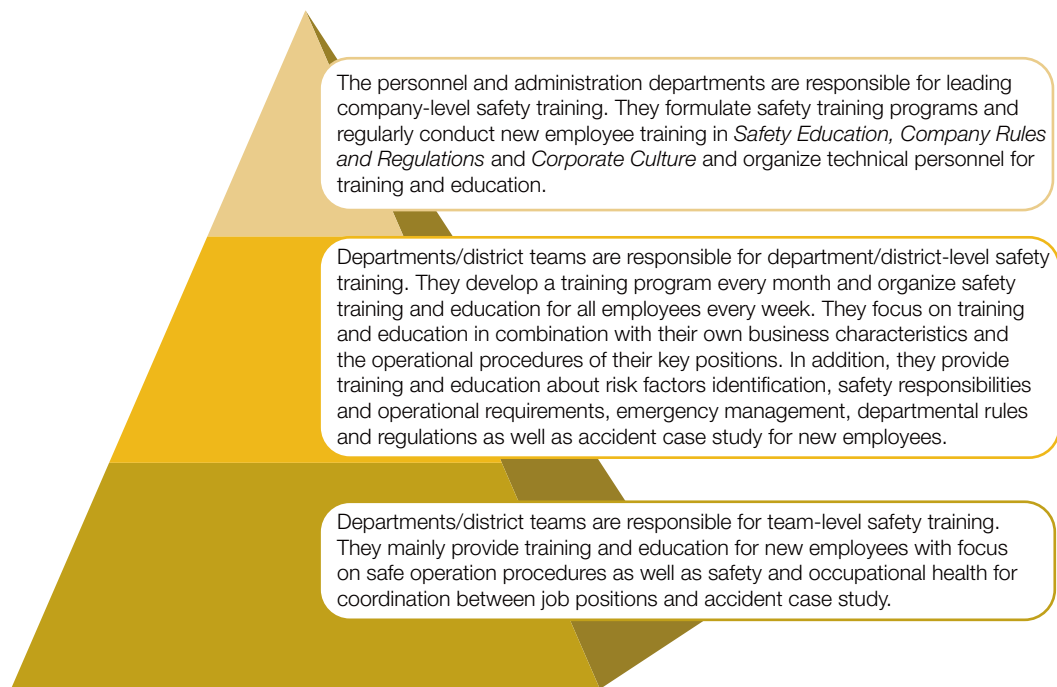 The personnel and administration departments are responsible for leading
company-level safety training. They formulate safety training programs and
regularly conduct new employee training in Safety Education, Company Rules
and Regulations and Corporate Culture and organize technical personnel for
training and education.
Departments/district teams are responsible for department/district-level safety
training. They develop a training program every month and organize safety
training and education for all employees every week. They focus on training
and education in combination with their own business characteristics and
the operational procedures of their key positions. In addition, they provide
training and education about risk factors identification, safety responsibilities
and operational requirements, emergency management, departmental rules
and regulations as well as accident case study for new employees.
Departments/district teams are responsible for team-level safety training.
They mainly provide training and education for new employees with focus
on safe operation procedures as well as safety and occupational health for
coordination between job positions and accident case study.